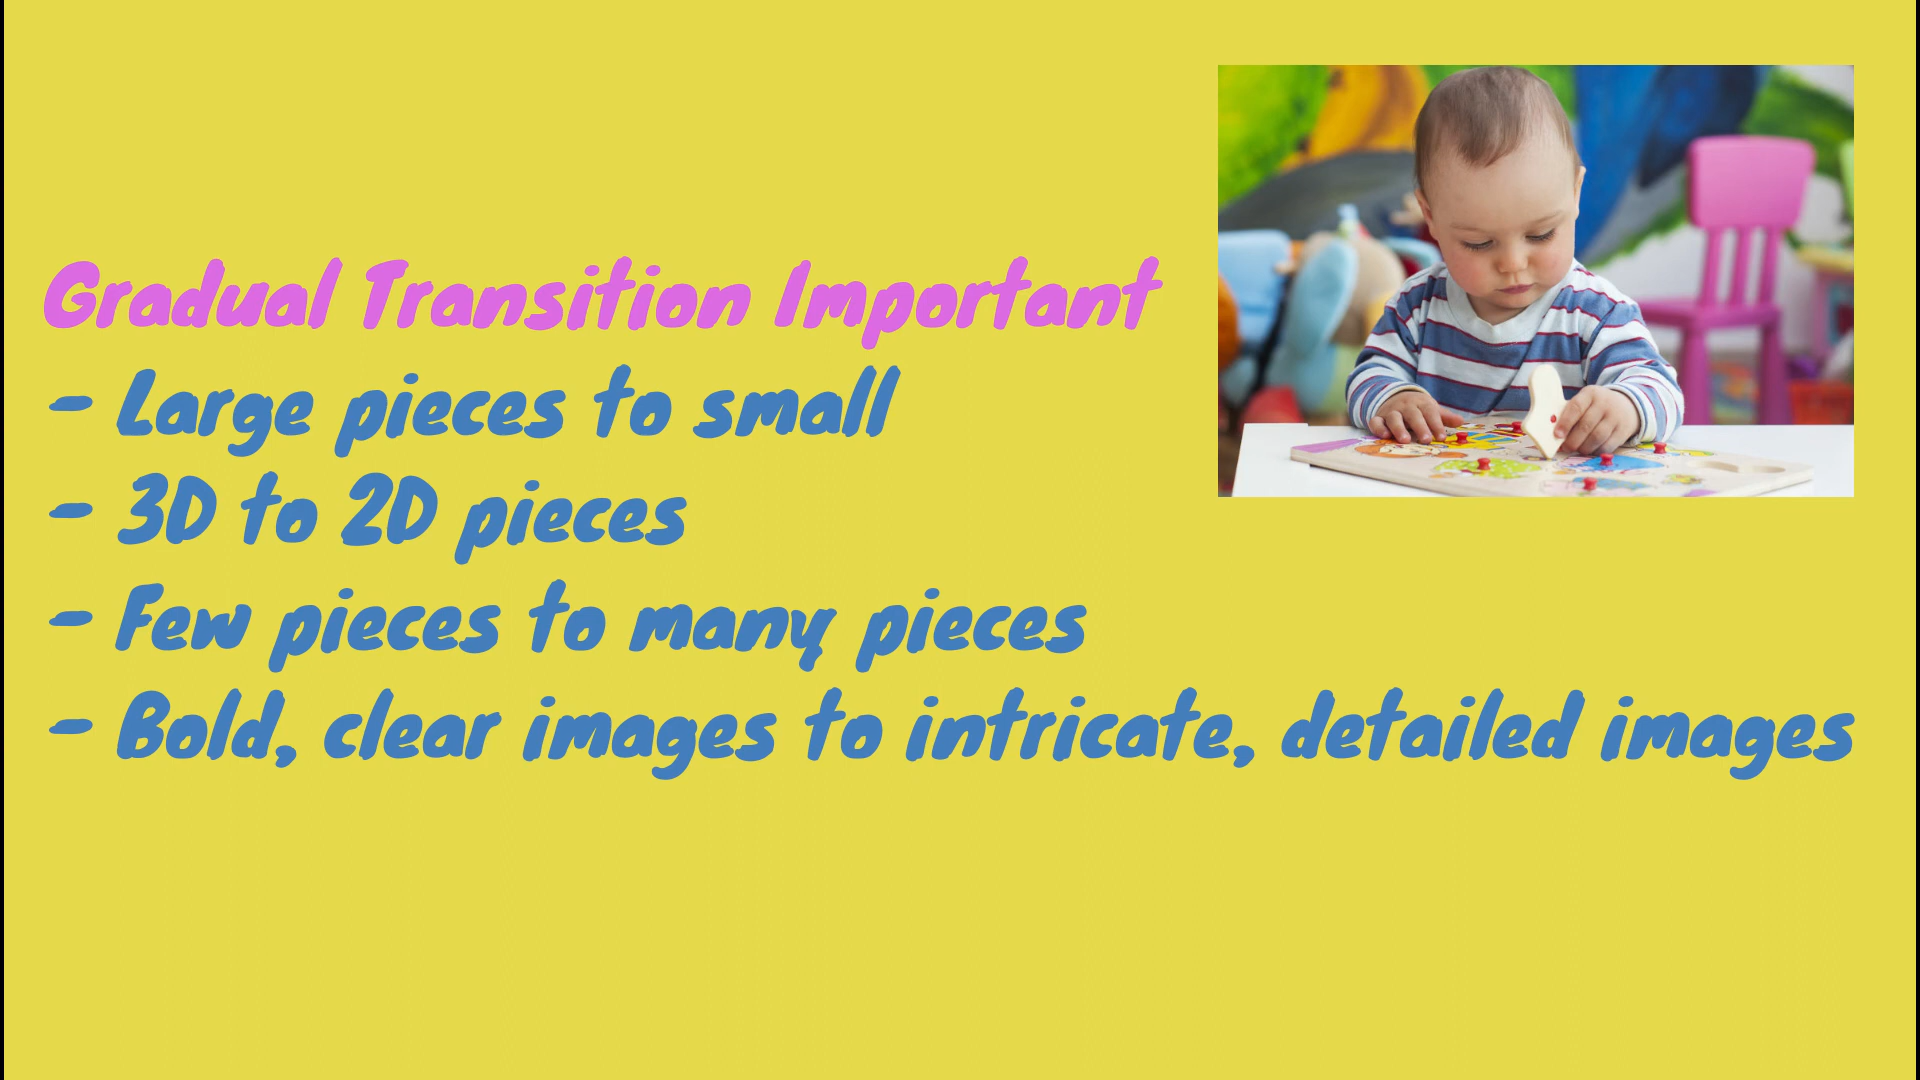 Gradual Transition Important
- Large pieces to small
- 3D to 2D pieces
- Few pieces to many pieces
- Bold, clear images to intricate, detailed images